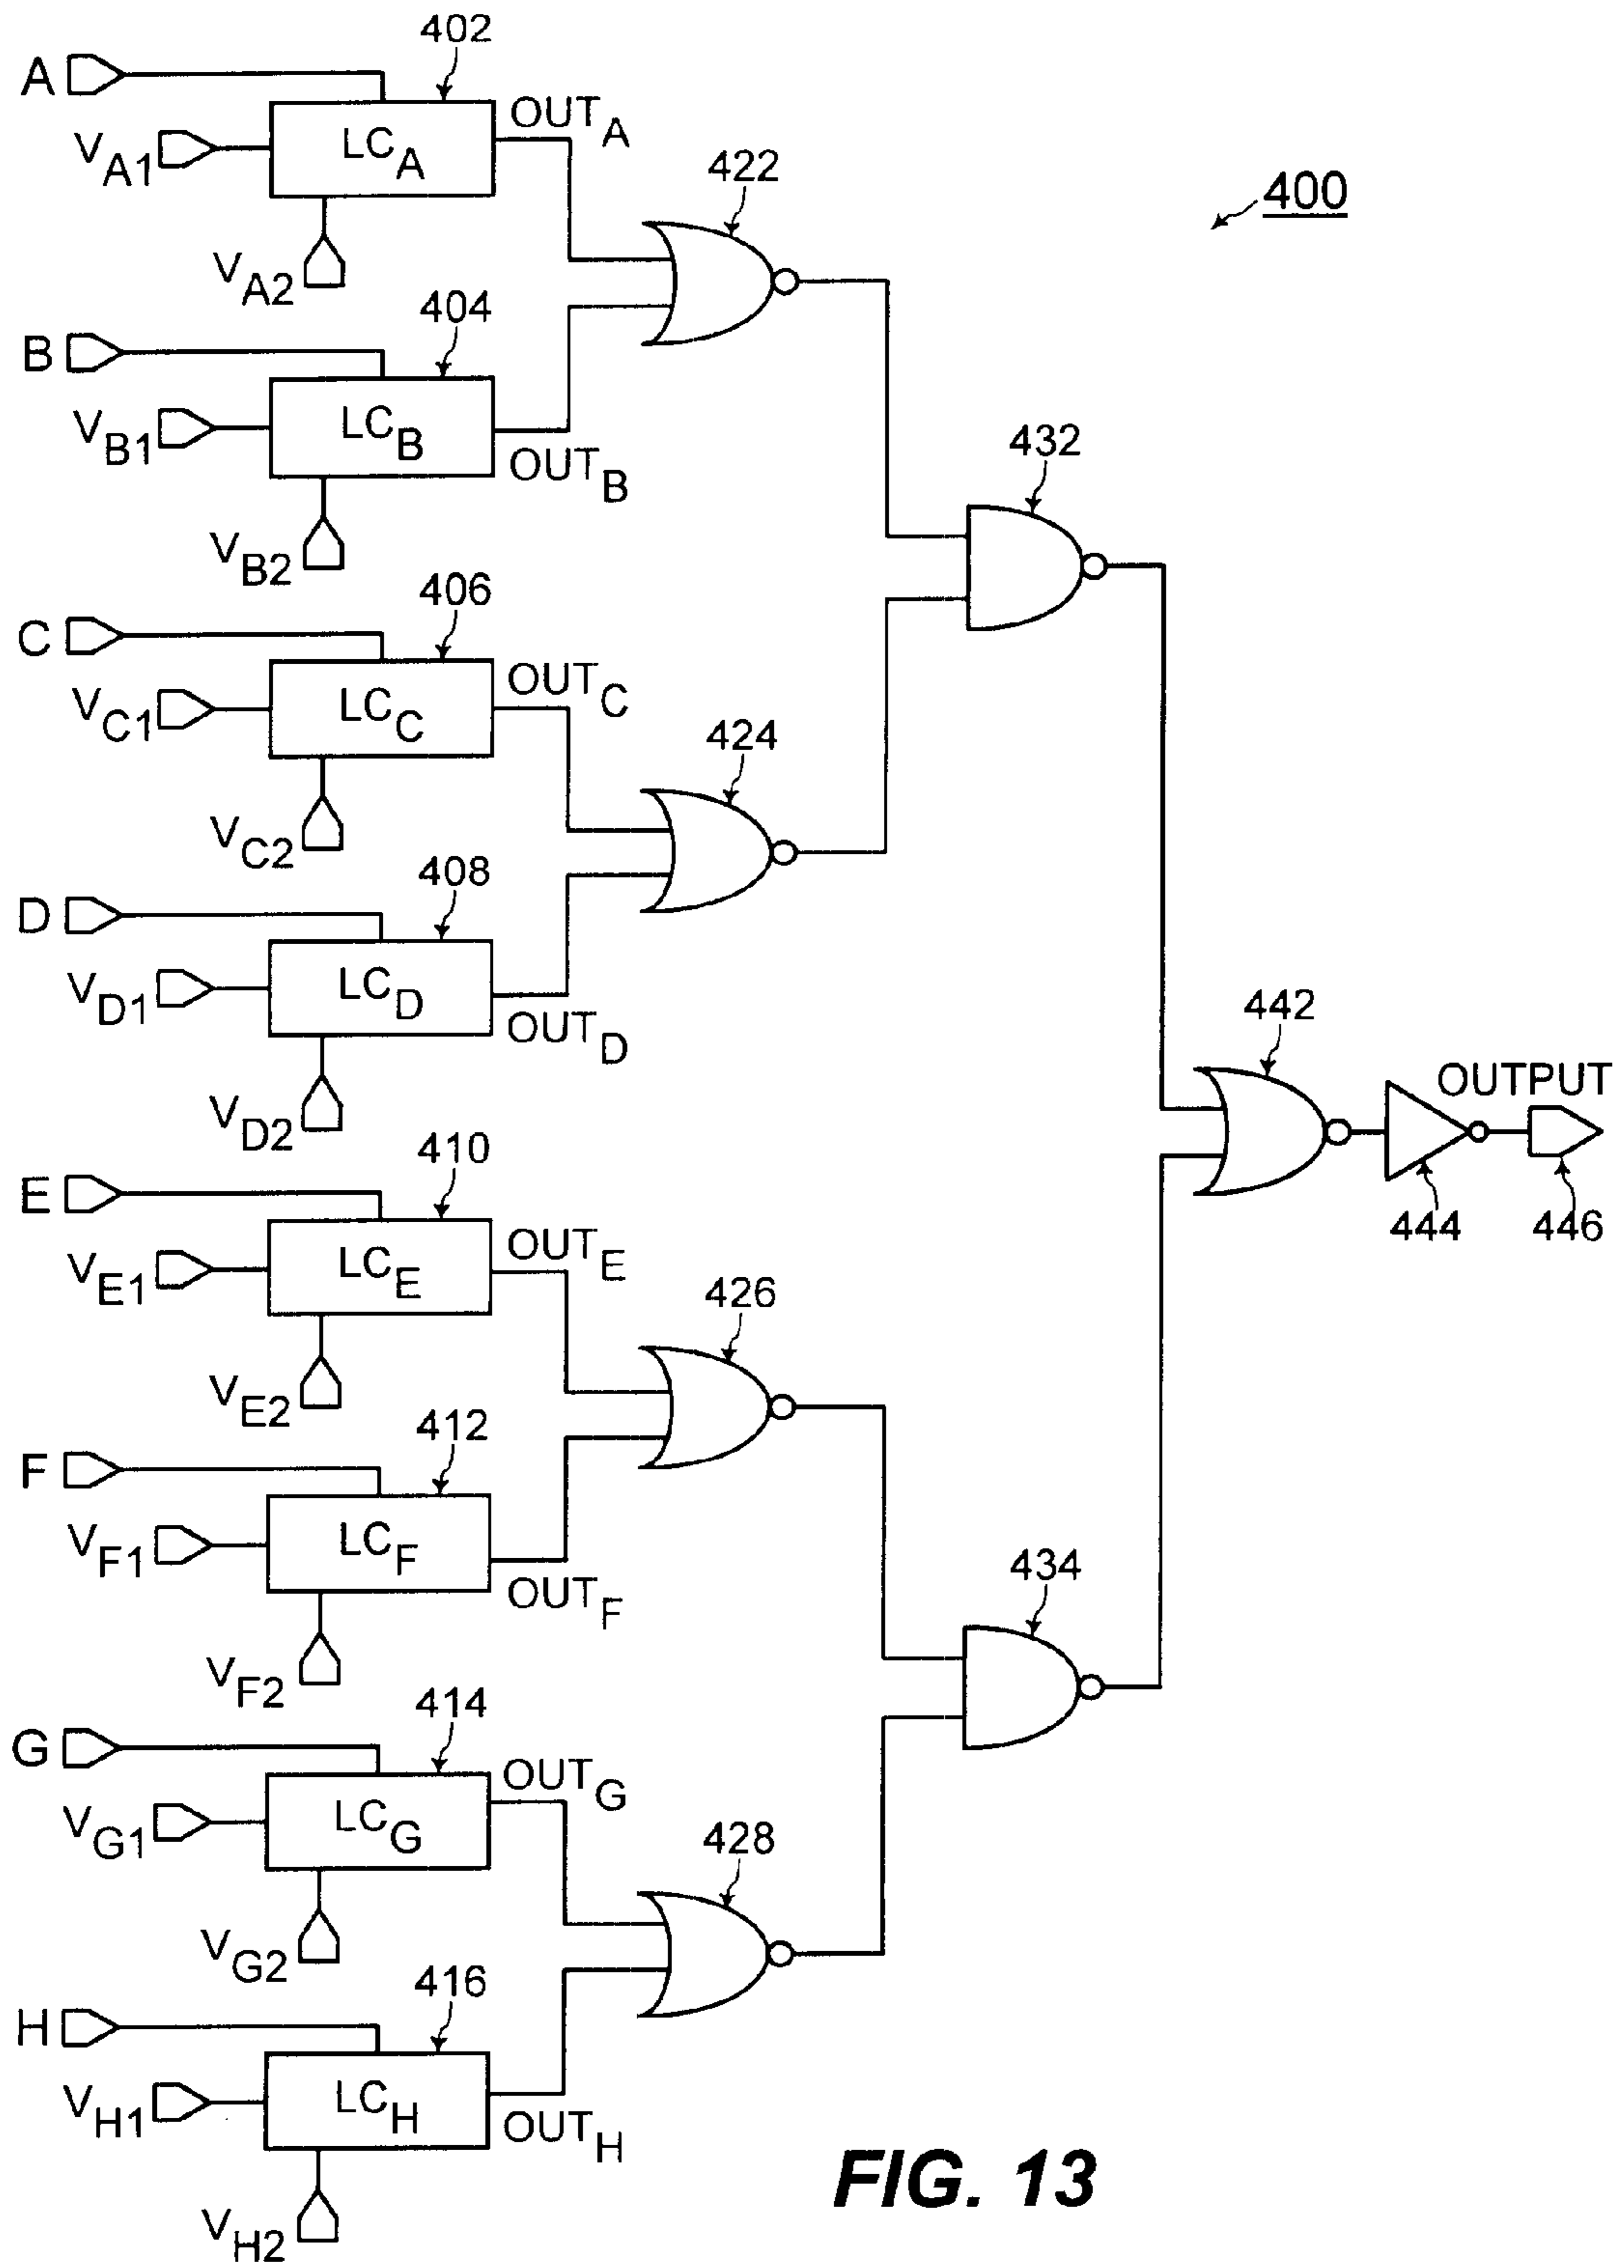 402
A
OUTA
VA1
LCA
422
400
VA2
404
B
VB1
LCB
432
OUTB
VB2
406
C
OUTC
VC1
LCC
424
VC2
408
D
VD1
LCD
442
OUTD
OUTPUT
VD2
410
E
444
446
OUTE
VE1
LCE
426
VE2
412
F
VF1
LCF
434
OUTF
VF2
414
G
OUTG
VG1
LCG
428
VG2
416
H
VH1
LCH
OUTH
FIG. 13
VH2